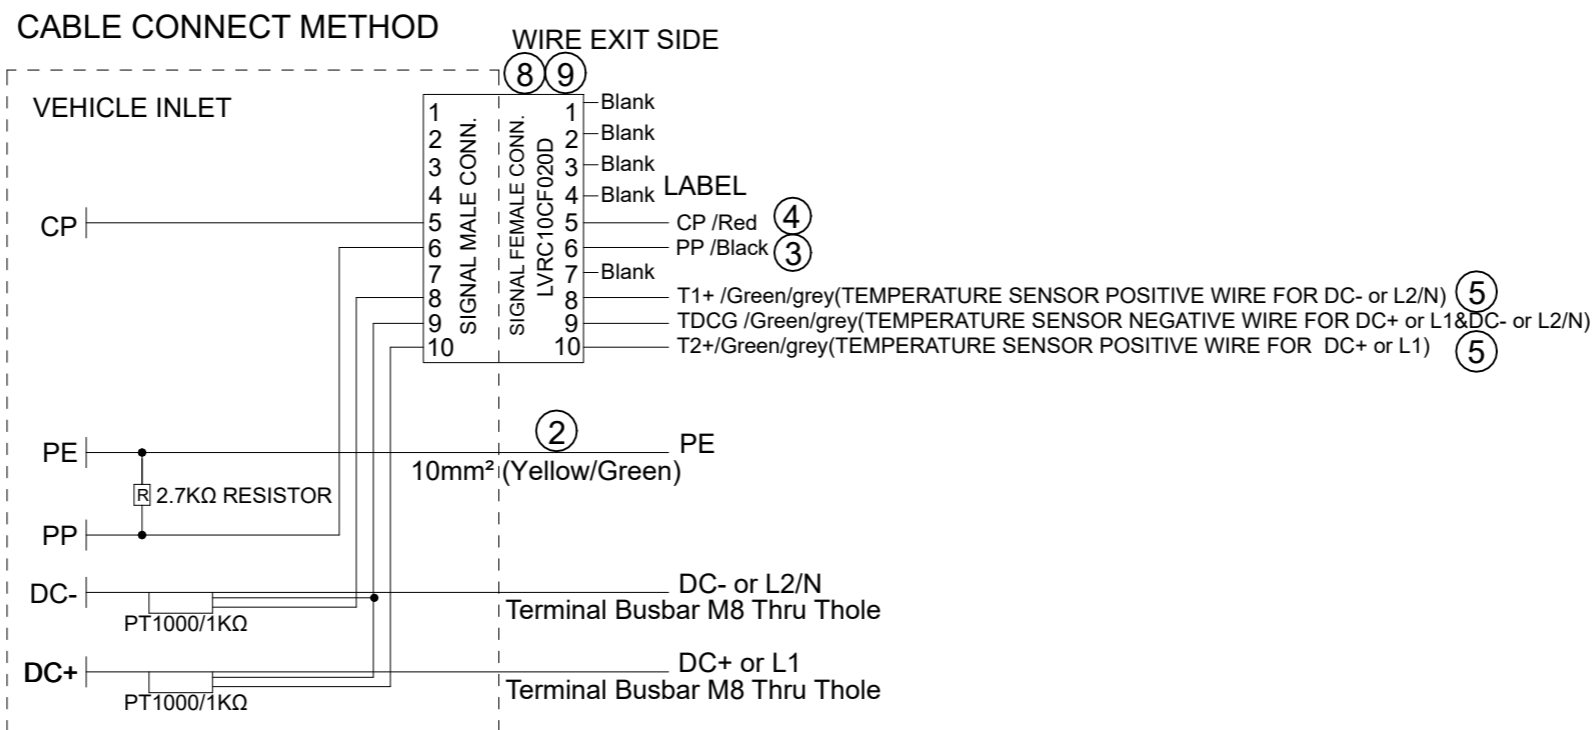 CABLE CONNECT METHOD
WIRE EXIT SIDE
8 9
VEHICLE INLET
1 1 Blank
2 2 Blank
3 3 Blank
4 4 Blank
LABEL
SIGNAL MALE CONN.
SIGNAL FEMALE CONN.
LVRC10CF020D
CP 5 5 CP /Red 4
6 6 PP /Black 3
7 7 Blank
8 8 T1+ /Green/grey(TEMPERATURE SENSOR POSITIVE WIRE FOR DC- or L2/N) 5
9 9 TDCG /Green/grey(TEMPERATURE SENSOR NEGATIVE WIRE FOR DC+ or L1&DC- or L2/N)
10 10 T2+/Green/grey(TEMPERATURE SENSOR POSITIVE WIRE FOR DC+ or L1) 5
2
PE PE
10mm² (Yellow/Green)
R 2.7KΩ RESISTOR
PP
DC- DC- or L2/N
Terminal Busbar M8 Thru Thole
PT1000/1KΩ
DC+ DC+ or L1
Terminal Busbar M8 Thru Thole
PT1000/1KΩ